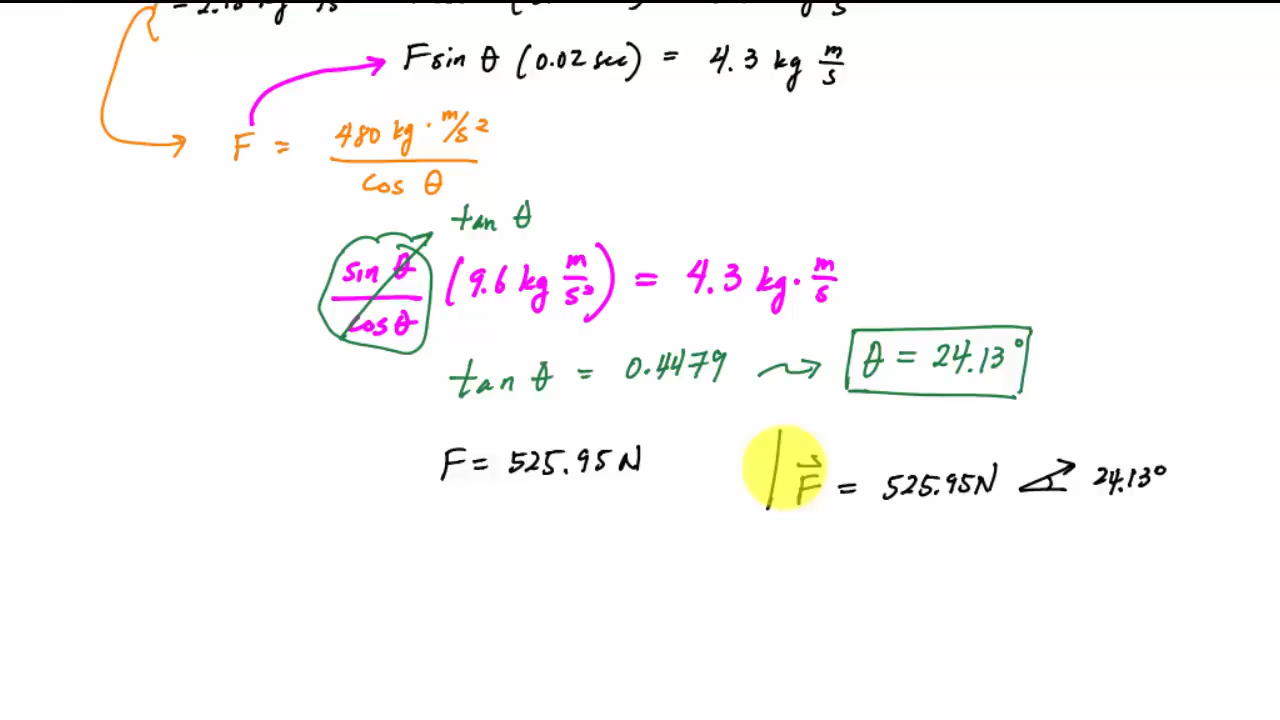 F sin θ (0.02 sec) = 4.3 kg m/s
F = 480 kg · m/s² / cos θ
tan θ
sin θ / cos θ (9.6 kg m/s²) = 4.3 kg · m/s
tan θ = 0.4479 θ = 24.13°
F = 525.95 N
F⃗ = 525.95 N 24.13°